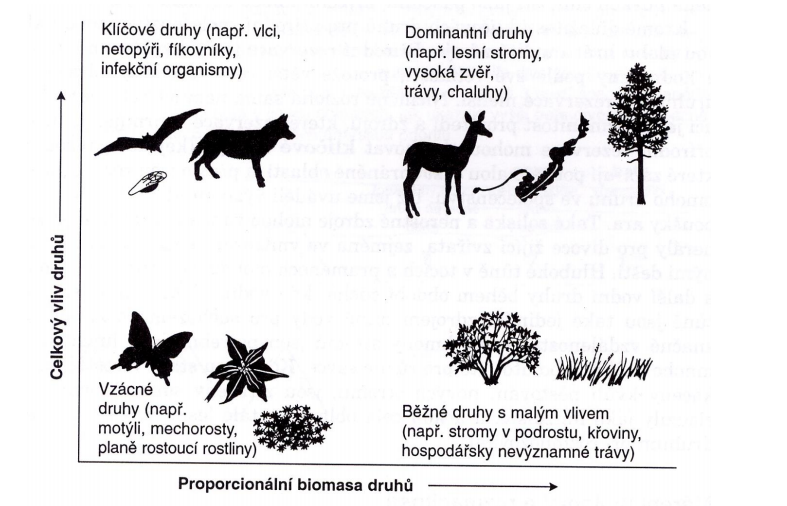 Klíčové druhy (např. vlci,
netopýři, fíkovníky,
infekční organismy)
Dominantní druhy
(např. lesní stromy,
vysoká zvěř,
trávy, chaluhy)
Celkový vliv druhů
Vzácné
druhy (např.
motýli, mechorosty,
planě rostoucí rostliny)
Běžné druhy s malým vlivem
(např. stromy v podrostu, křoviny,
hospodářsky nevýznamné trávy)
Proporcionální biomasa druhů